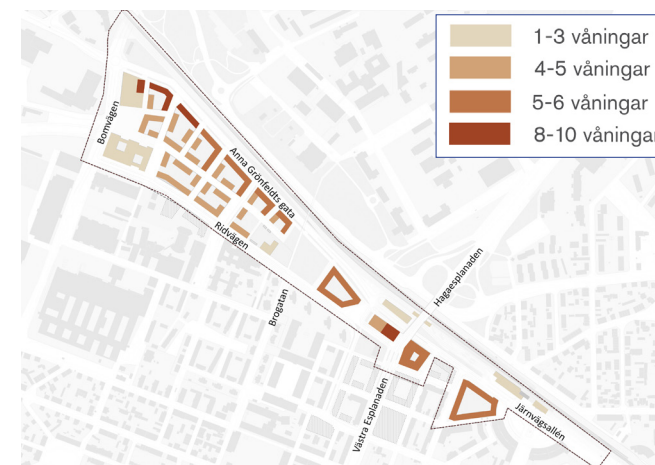 1-3 våningar
4-5 våningar
5-6 våningar
8-10 våningar
Bomvägen
Anna Grönfeldts gata
Ridvägen
Brogatan
Hagaesplanaden
Västra Esplanaden
Järnvägsallén